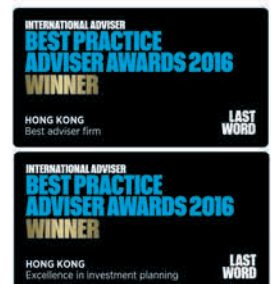 INTERNATIONAL ADVISER
BEST PRACTICE
ADVISER AWARDS 2016
WINNER
HONG KONG
Best adviser firm
LAST
WORD
INTERNATIONAL ADVISER
BEST PRACTICE
ADVISER AWARDS 2016
WINNER
HONG KONG
Excellence in investment planning
LAST
WORD